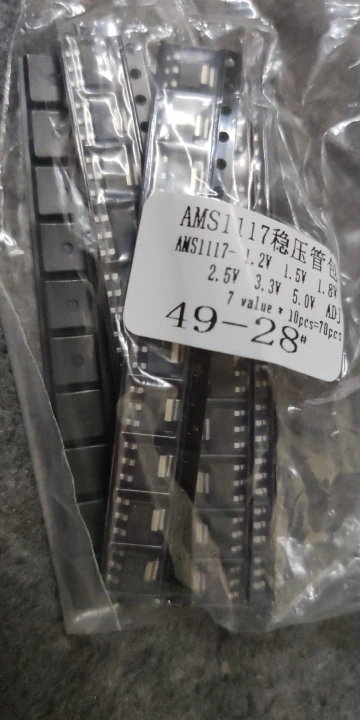 AMS1117稳压管包
AMS1117- 1.2V 1.5V 1.8V
2.5V 3.3V 5.0V ADJ
7 value * 10pcs=70pcs
49-28#